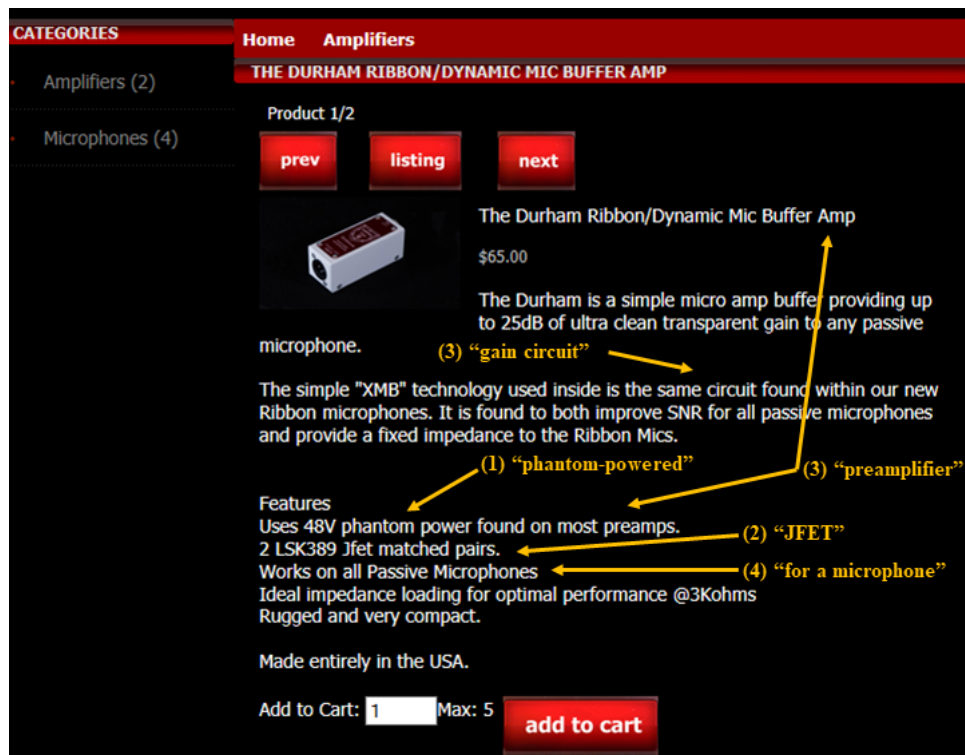 CATEGORIES
Amplifiers (2)
Microphones (4)
Home Amplifiers
THE DURHAM RIBBON/DYNAMIC MIC BUFFER AMP
Product 1/2
prev listing next
The Durham Ribbon/Dynamic Mic Buffer Amp
$65.00
The Durham is a simple micro amp buffer providing up
to 25dB of ultra clean transparent gain to any passive
microphone.
(3) “gain circuit”
The simple "XMB" technology used inside is the same circuit found within our new
Ribbon microphones. It is found to both improve SNR for all passive microphones
and provide a fixed impedance to the Ribbon Mics.
(1) “phantom-powered”
(3) “preamplifier”
Features
Uses 48V phantom power found on most preamps.
(2) “JFET”
2 LSK389 Jfet matched pairs.
Works on all Passive Microphones
(4) “for a microphone”
Ideal impedance loading for optimal performance @3Kohms
Rugged and very compact.
Made entirely in the USA.
Add to Cart: 1 Max: 5 add to cart